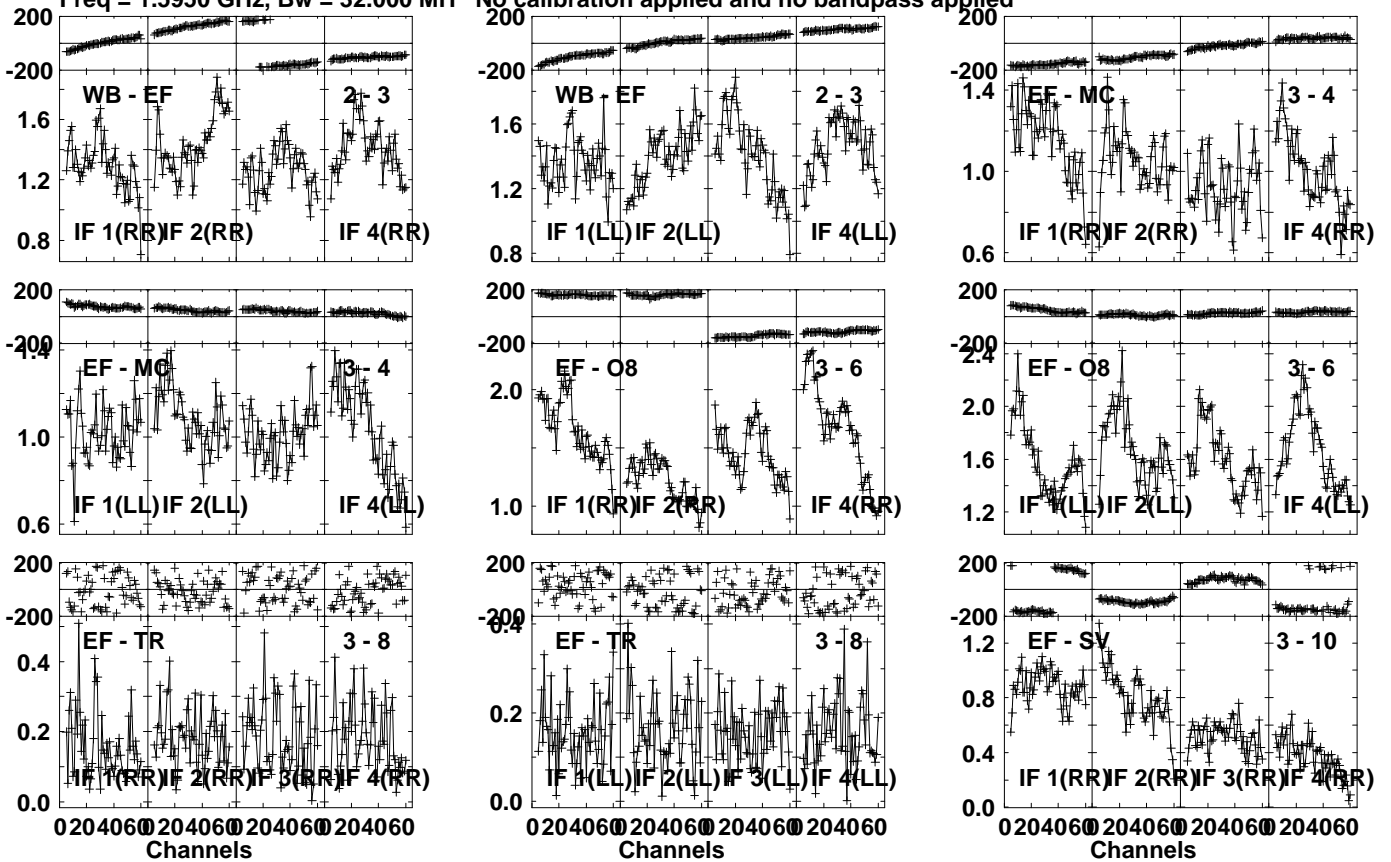 Freq = 1.5950 GHz, Bw = 32.000 MH No calibration applied and no bandpass applied
200
-200
WB - EF 2 - 3
1.6
1.2
0.8
IF 1(RR) IF 2(RR) IF 4(RR)
200
-200
WB - EF 2 - 3
1.6
1.4
1.2
1.0
0.8
IF 1(LL) IF 2(LL) IF 4(LL)
200
-200
EF - MC 3 - 4
1.4
1.0
0.6
IF 1(RR) IF 2(RR) IF 4(RR)
200
-200
1.4
EF - MC 3 - 4
1.0
0.6
IF 1(LL) IF 2(LL) IF 4(LL)
200
-200
EF - O8 3 - 6
2.0
1.0
IF 1(RR) IF 2(RR) IF 4(RR)
200
-200
2.4
EF - O8 3 - 6
2.0
1.6
1.2
IF 1(LL) IF 2(LL) IF 4(LL)
200
-200
EF - TR 3 - 8
0.4
0.2
0.0
IF 1(RR) IF 2(RR) IF 3(RR) IF 4(RR)
0 20 40 60 0 20 40 60 0 20 40 60 0 20 40 60
Channels
200
-200
0.4
EF - TR 3 - 8
0.2
0.0
IF 1(LL) IF 2(LL) IF 3(LL) IF 4(LL)
0 20 40 60 0 20 40 60 0 20 40 60 0 20 40 60
Channels
200
-200
EF - SV 3 - 10
1.2
0.8
0.4
0.0
IF 1(RR) IF 2(RR) IF 3(RR) IF 4(RR)
0 20 40 60 0 20 40 60 0 20 40 60 0 20 40 60
Channels